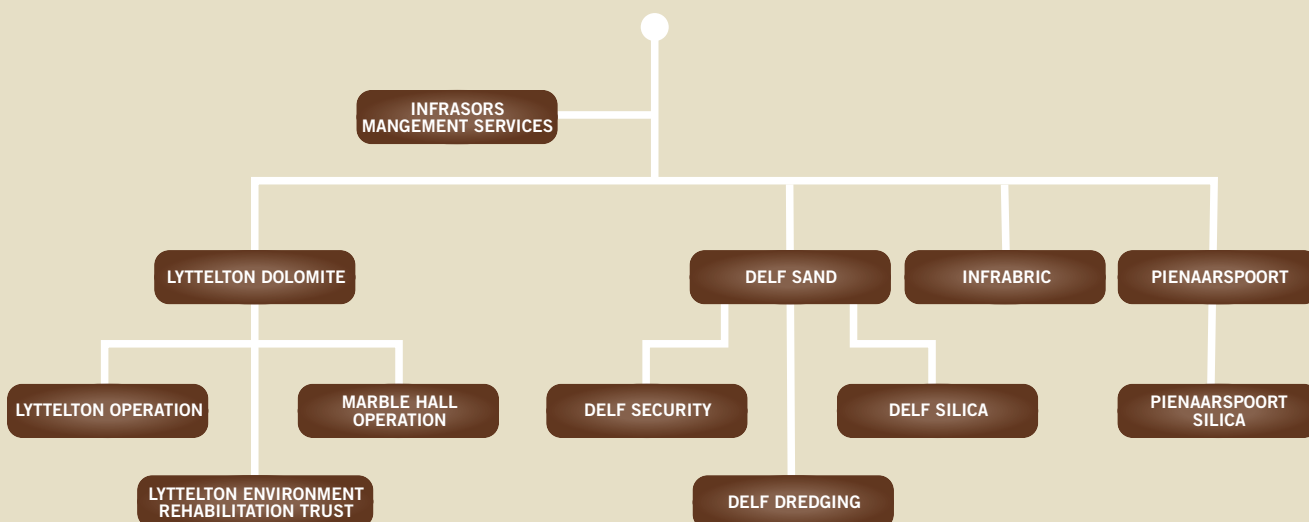 INFRASORS
MANGEMENT SERVICES
LYTTELTON DOLOMITE
DELF SAND
INFRABRIC
PIENAARSPOORT
LYTTELTON OPERATION
MARBLE HALL
OPERATION
DELF SECURITY
DELF SILICA
PIENAARSPOORT
SILICA
LYTTELTON ENVIRONMENT
REHABILITATION TRUST
DELF DREDGING